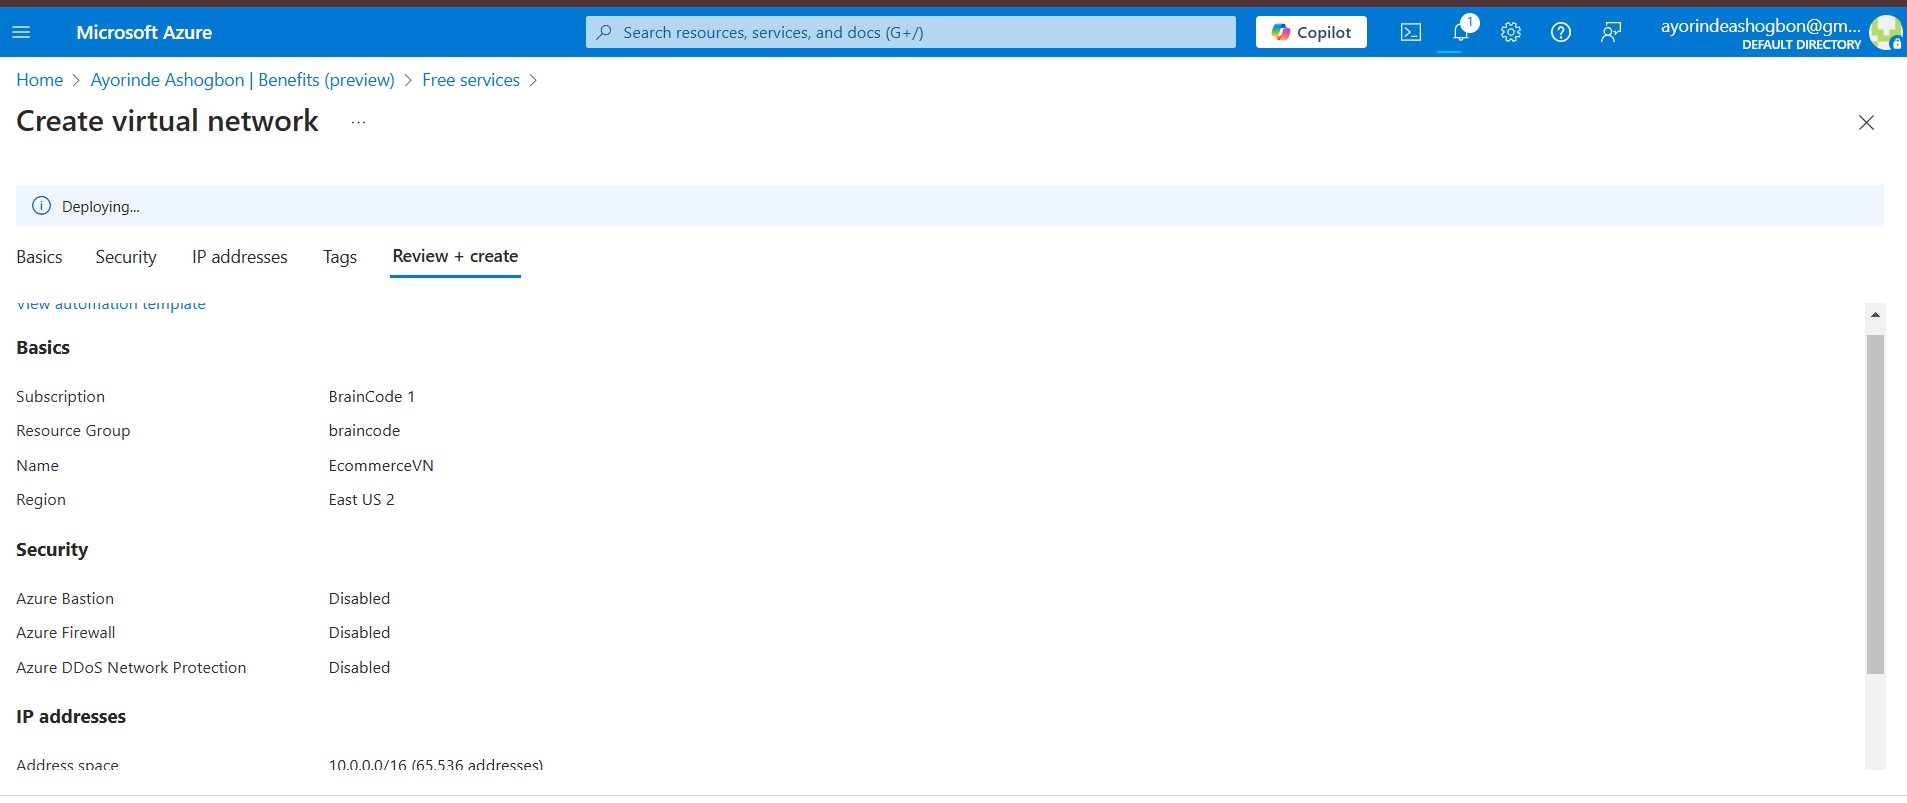 Microsoft Azure
Search resources, services, and docs (G+/)
Copilot
1
ayorindeashogbon@gm...
DEFAULT DIRECTORY
Home > Ayorinde Ashogbon | Benefits (preview) > Free services >
Create virtual network ...
Deploying...
Basics Security IP addresses Tags Review + create
View automation template
Basics
Subscription BrainCode 1
Resource Group braincode
Name EcommerceVN
Region East US 2
Security
Azure Bastion Disabled
Azure Firewall Disabled
Azure DDoS Network Protection Disabled
IP addresses
Address space 10.0.0.0/16 (65,536 addresses)